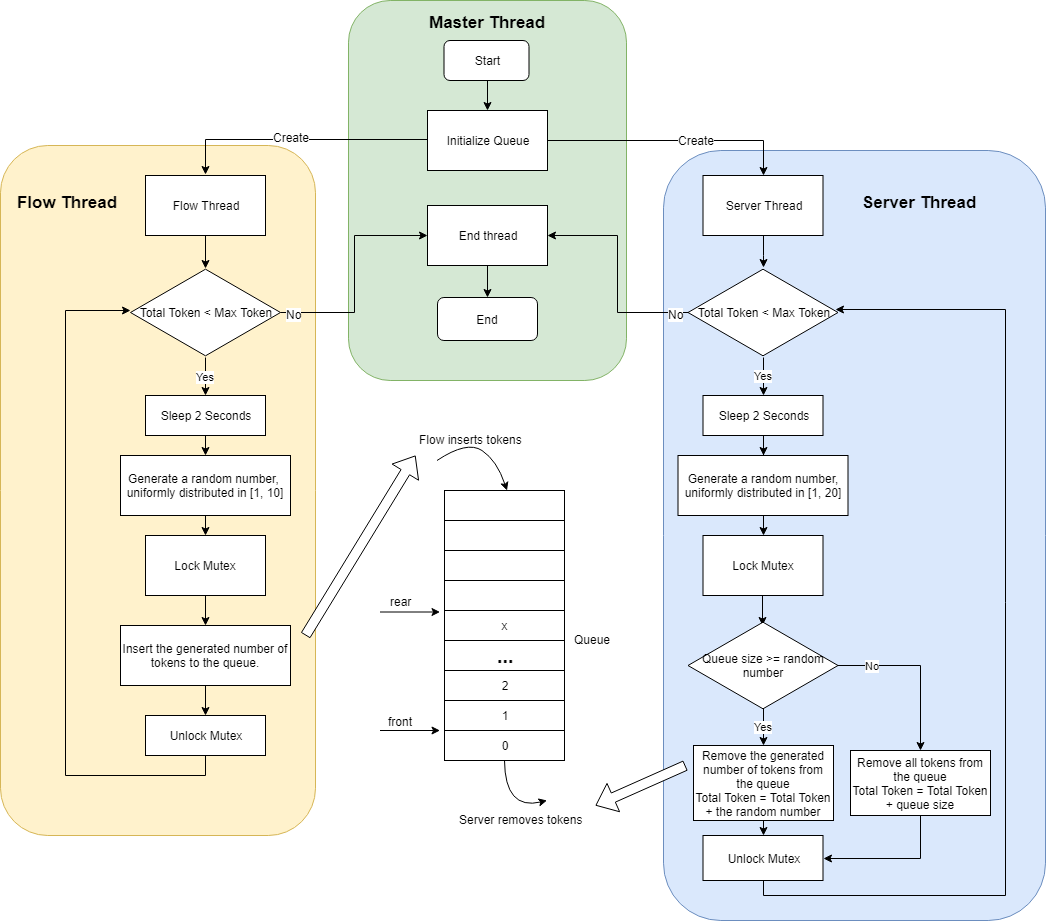 Master Thread
Start
Initialize Queue
Create
Create
Flow Thread
Flow Thread
Total Token < Max Token
No
Yes
Sleep 2 Seconds
Generate a random number,
uniformly distributed in [1, 10]
Lock Mutex
Insert the generated number of
tokens to the queue.
Unlock Mutex
End thread
End
Server Thread
Server Thread
Total Token < Max Token
No
Yes
Sleep 2 Seconds
Generate a random number,
uniformly distributed in [1, 20]
Lock Mutex
Queue size >= random
number
No
Yes
Remove the generated
number of tokens from
the queue
Total Token = Total Token
+ the random number
Remove all tokens from
the queue
Total Token = Total Token
+ queue size
Unlock Mutex
Flow inserts tokens
rear
x
...
2
1
0
front
Queue
Server removes tokens